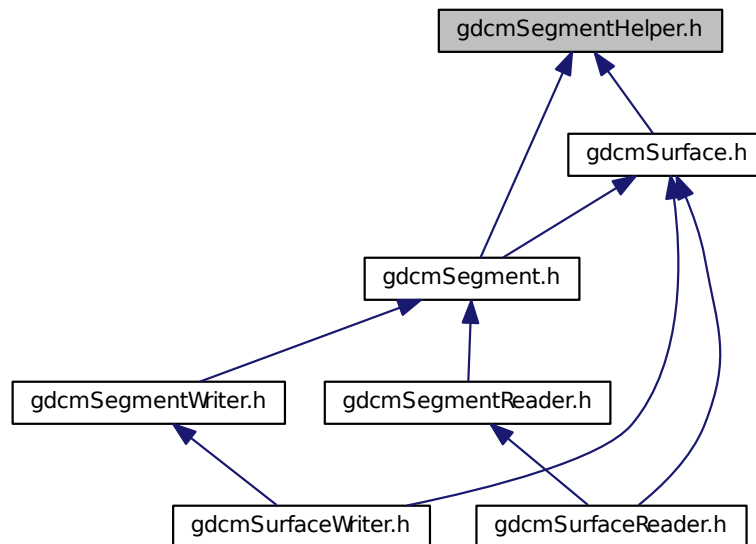 gdcmSegmentHelper.h
gdcmSurface.h
gdcmSegment.h
gdcmSegmentWriter.h
gdcmSegmentReader.h
gdcmSurfaceWriter.h
gdcmSurfaceReader.h